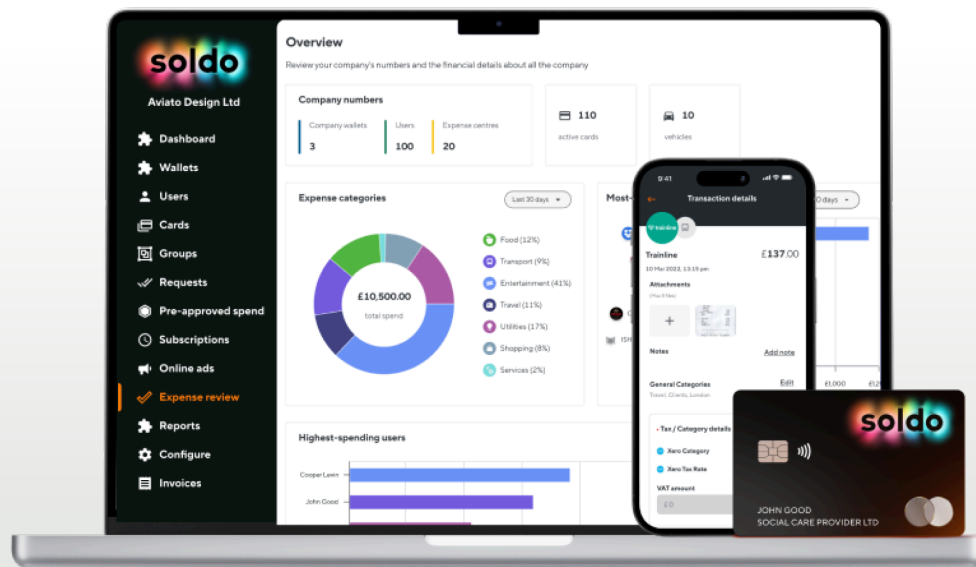 soldo
Aviato Design Ltd
Dashboard
Wallets
Users
Cards
Groups
Requests
Pre-approved spend
Subscriptions
Online ads
Expense review
Reports
Configure
Invoices
Overview
Review your company's numbers and the financial details about all the company
Company numbers
Company wallets
3
Users
100
Expense centres
20
110
active cards
10
vehicles
Expense categories
Last 30 days
£10,500.00
total spend
Food (12%)
Transport (9%)
Entertainment (41%)
Travel (11%)
Utilities (17%)
Shopping (8%)
Services (2%)
Most-
0 days
ISH
£1,000
Highest-spending users
Cooper Lewin
John Good
9:41
Transaction details
trainline
Trainline
£137.00
10 Mar 2022, 13:15 pm
Attachments
+
Notes
Add note
General Categories
Edit
Travel, Clients, London
Tax / Category details
Xero Category
Xero Tax Rate
VAT amount
£0
soldo
JOHN GOOD
SOCIAL CARE PROVIDER LTD